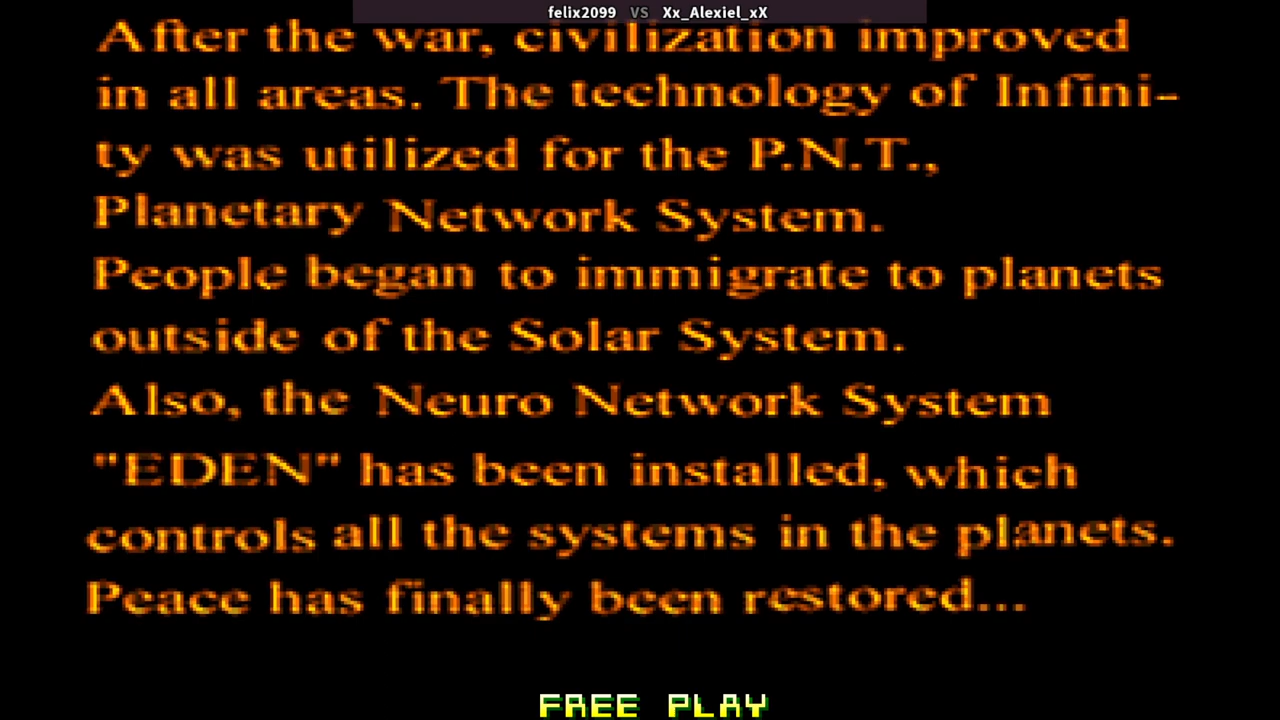 felix2099 VS Xx_Alexiel_xX
After the war, civilization improved
in all areas. The technology of Infini-
ty was utilized for the P.N.T.,
Planetary Network System.
People began to immigrate to planets
outside of the Solar System.
Also, the Neuro Network System
"EDEN" has been installed, which
controls all the systems in the planets.
Peace has finally been restored...
FREE PLAY